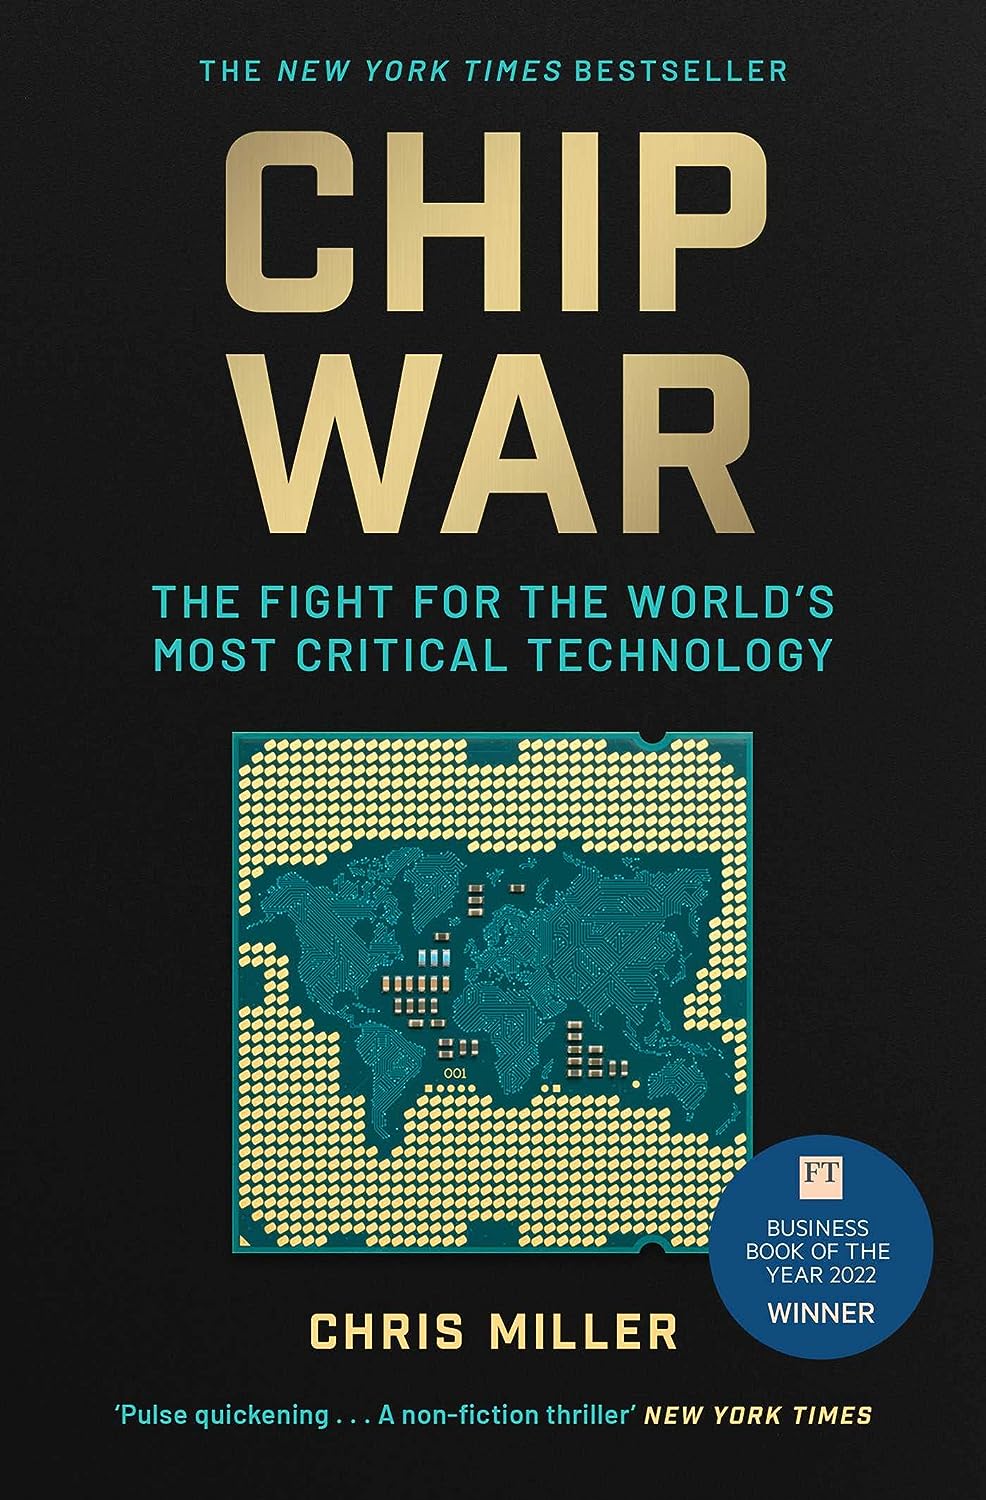 THE NEW YORK TIMES BESTSELLER
CHIP
WAR
THE FIGHT FOR THE WORLD'S
MOST CRITICAL TECHNOLOGY
001
FT
BUSINESS
BOOK OF THE
YEAR 2022
WINNER
CHRIS MILLER
‘Pulse quickening . . . A non-fiction thriller’ NEW YORK TIMES